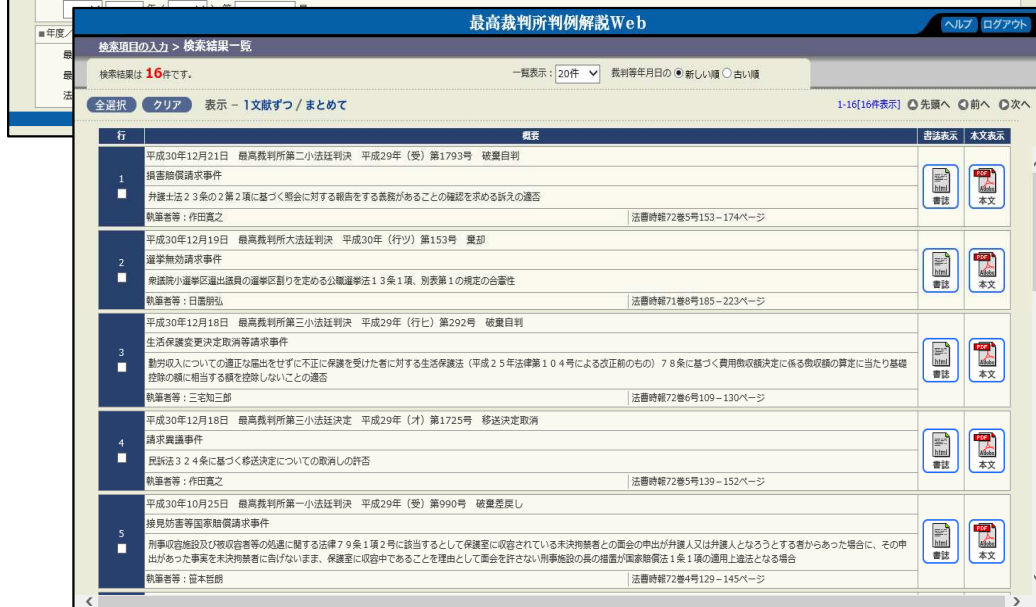 ■年度/
最高裁判所判例解説Web
ヘルプ ログアウト
検索項目の入力 > 検索結果一覧
検索結果は 16件です。
一覧表示：20件 裁判等年月日の 新しい順 古い順
全選択 クリア 表示 － 1文献ずつ / まとめて
1-16[16件表示] 先頭へ 前へ 次へ
行 概要 書誌表示 本文表示
平成30年12月21日 最高裁判所第二小法廷判決 平成29年（受）第1793号 破棄自判
1
損害賠償請求事件
弁護士法２３条の２第２項に基づく照会に対する報告をする義務があることの確認を求める訴えの適否
執筆者等：作田寛之 法曹時報72巻5号153－174ページ
html 書誌 PDF Adobe 本文
平成30年12月19日 最高裁判所大法廷判決 平成30年（行ツ）第153号 棄却
2
選挙無効請求事件
衆議院小選挙区選出議員の選挙区割りを定める公職選挙法１３条１項、別表第１の規定の合憲性
執筆者等：日置朋弘 法曹時報71巻8号185－223ページ
html 書誌 PDF Adobe 本文
平成30年12月18日 最高裁判所第三小法廷判決 平成29年（行ヒ）第292号 破棄自判
3
生活保護変更決定取消等請求事件
勤労収入についての適正な届出をせずに不正に保護を受けた者に対する生活保護法（平成２５年法律第１０４号による改正前のもの）７８条に基づく費用徴収額決定に係る徴収額の算定に当たり基礎
控除の額に相当する額を控除しないことの適否
執筆者等：三宅知三郎 法曹時報72巻6号109－130ページ
html 書誌 PDF Adobe 本文
平成30年12月18日 最高裁判所第三小法廷決定 平成29年（オ）第1725号 移送決定取消
4
請求異議事件
民訴法３２４条に基づく移送決定についての取消しの許否
執筆者等：作田寛之 法曹時報72巻5号139－152ページ
html 書誌 PDF Adobe 本文
平成30年10月25日 最高裁判所第一小法廷判決 平成29年（受）第990号 破棄差戻し
5
接見妨害等国家賠償請求事件
刑事収容施設及び被収容者等の処遇に関する法律７９条１項２号に該当するとして保護室に収容されている未決拘禁者との面会の申出が弁護人又は弁護人となろうとする者からあった場合に、その申
出があった事実を未決拘禁者に告げないまま、保護室に収容中であることを理由として面会を許さない刑事施設の長の措置が国家賠償法１条１項の適用上違法となる場合
執筆者等：笹本哲朗 法曹時報72巻4号129－145ページ
html 書誌 PDF Adobe 本文